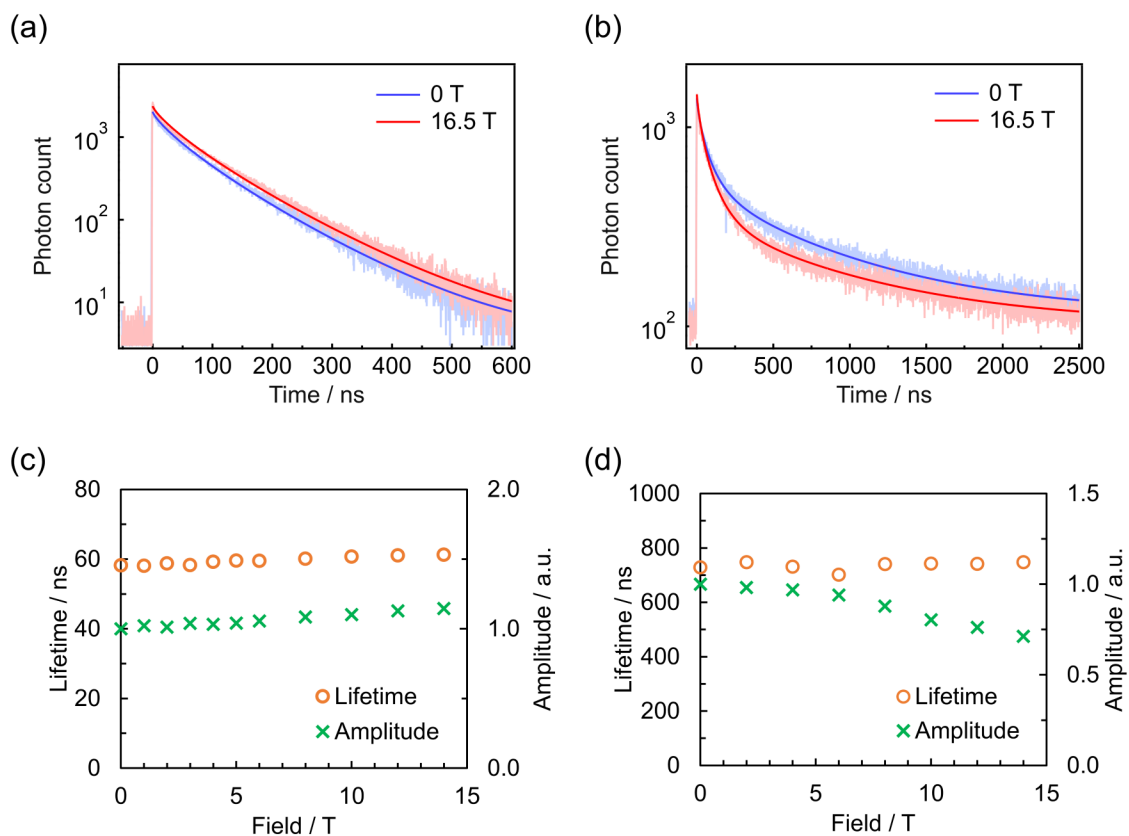 (a)
0 T
16.5 T
10³
10²
10¹
Photon count
0 100 200 300 400 500 600
Time / ns
(b)
0 T
16.5 T
10³
10²
Photon count
0 500 1000 1500 2000 2500
Time / ns
(c)
80
60
40
20
0
Lifetime / ns
2.0
1.0
0.0
Amplitude / a.u.
Lifetime
Amplitude
0 5 10 15
Field / T
(d)
1000
800
600
400
200
0
Lifetime / ns
1.5
1.0
0.5
0.0
Amplitude / a.u.
Lifetime
Amplitude
0 5 10 15
Field / T